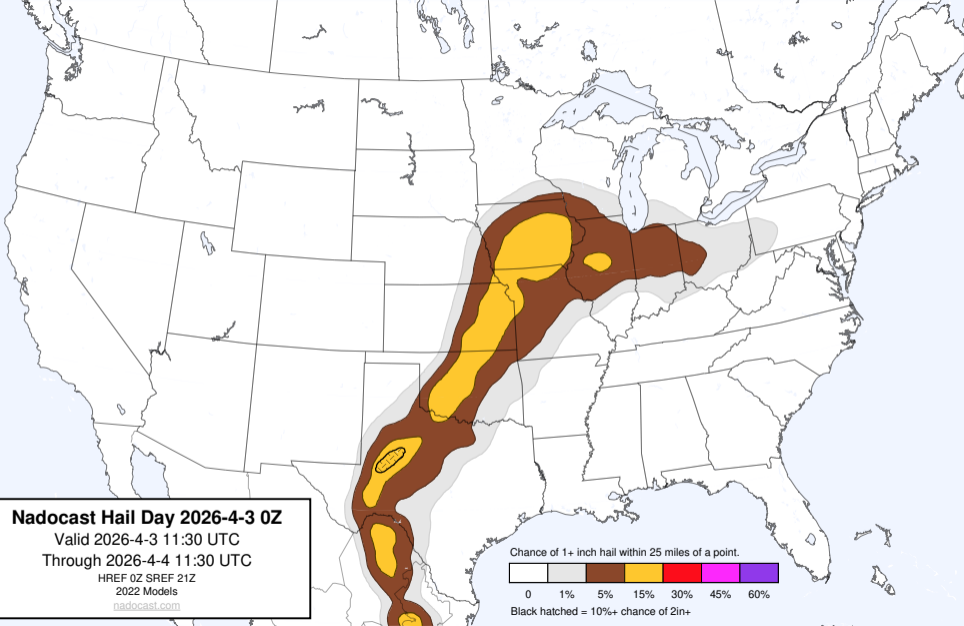 Nadocast Hail Day 2026-4-3 0Z
Valid 2026-4-3 11:30 UTC
Through 2026-4-4 11:30 UTC
HREF 0Z SREF 21Z
2022 Models
nadocast.com
Chance of 1+ inch hail within 25 miles of a point.
0 1% 5% 15% 30% 45% 60%
Black hatched = 10%+ chance of 2in+